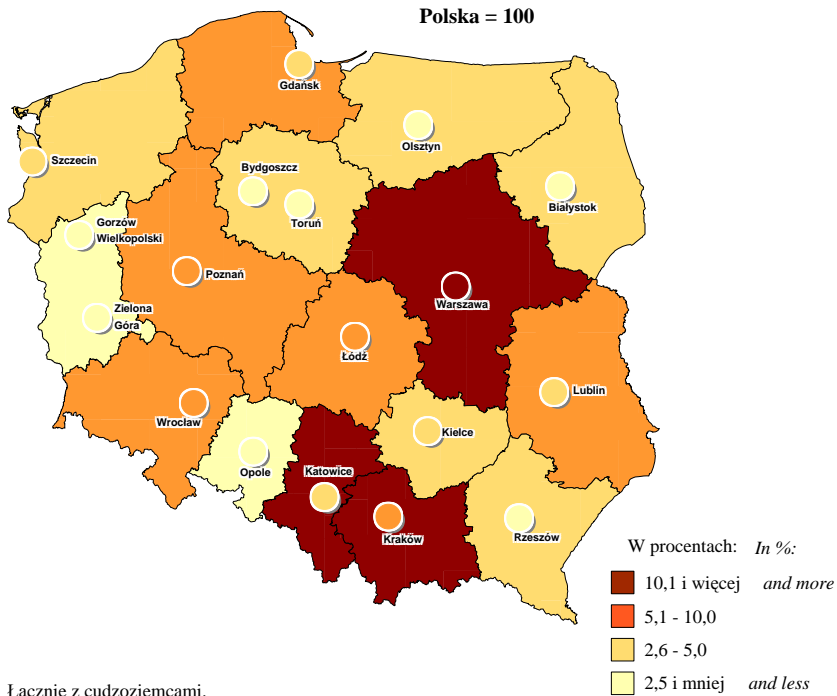 Polska = 100
Gdańsk
Olsztyn
Szczecin
Bydgoszcz
Toruń
Białystok
Gorzów
Wielkopolski
Poznań
Warszawa
Zielona
Góra
Łódź
Lublin
Wrocław
Kielce
Opole
Katowice
Kraków
Rzeszów
W procentach: In %:
10,1 i więcej and more
5,1 - 10,0
2,6 - 5,0
2,5 i mniej and less
Łącznie z cudzoziemcami.